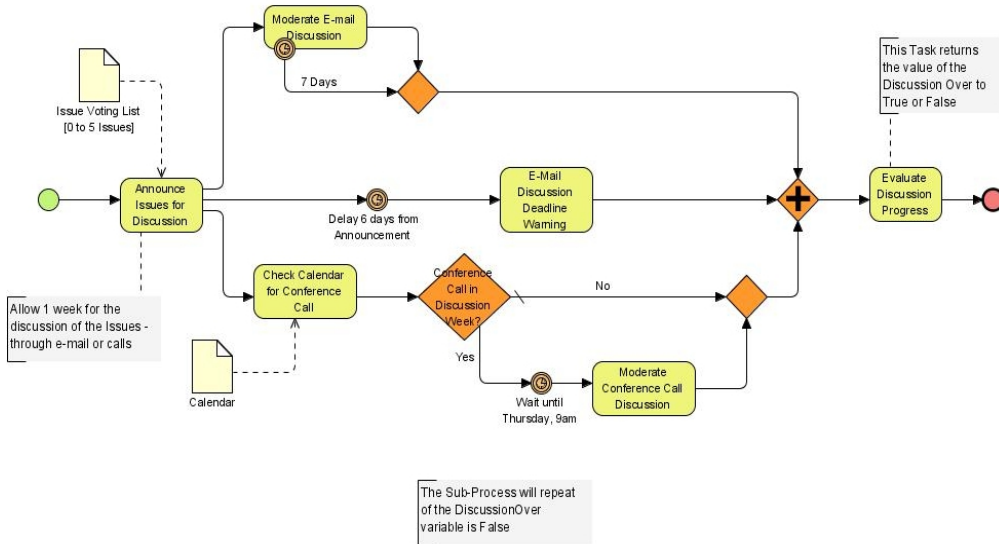 Moderate E-mail
Discussion
7 Days
This Task returns
the value of the
Discussion Over to
True or False
Issue Voting List
[0 to 5 Issues]
Announce
Issues for
Discussion
Delay 6 days from
Announcement
E-Mail
Discussion
Deadline
Warning
Evaluate
Discussion
Progress
Check Calendar
for Conference
Call
Conference
Call in
Discussion
Week?
No
Yes
Allow 1 week for the
discussion of the Issues -
through e-mail or calls
Calendar
Wait until
Thursday, 9am
Moderate
Conference Call
Discussion
The Sub-Process will repeat
of the DiscussionOver
variable is False